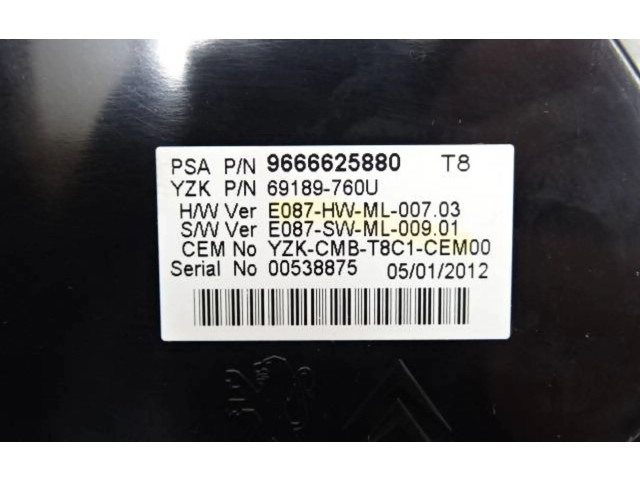 PSA P/N 9666625880 T8
YZK P/N 69189-760U
H/W Ver E087-HW-ML-007.03
S/W Ver E087-SW-ML-009.01
CEM No YZK-CMB-T8C1-CEM00
Serial No 00538875 05/01/2012